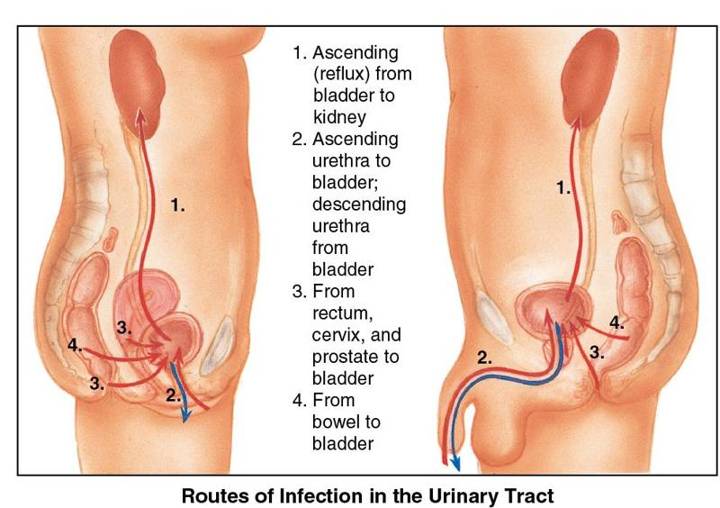 1. Ascending
(reflux) from
bladder to
kidney
2. Ascending
urethra to
bladder;
descending
urethra
from
bladder
3. From
rectum,
cervix, and
prostate to
bladder
4. From
bowel to
bladder
1.
3.
4.
3.
2.
1.
4.
3.
2.
Routes of Infection in the Urinary Tract